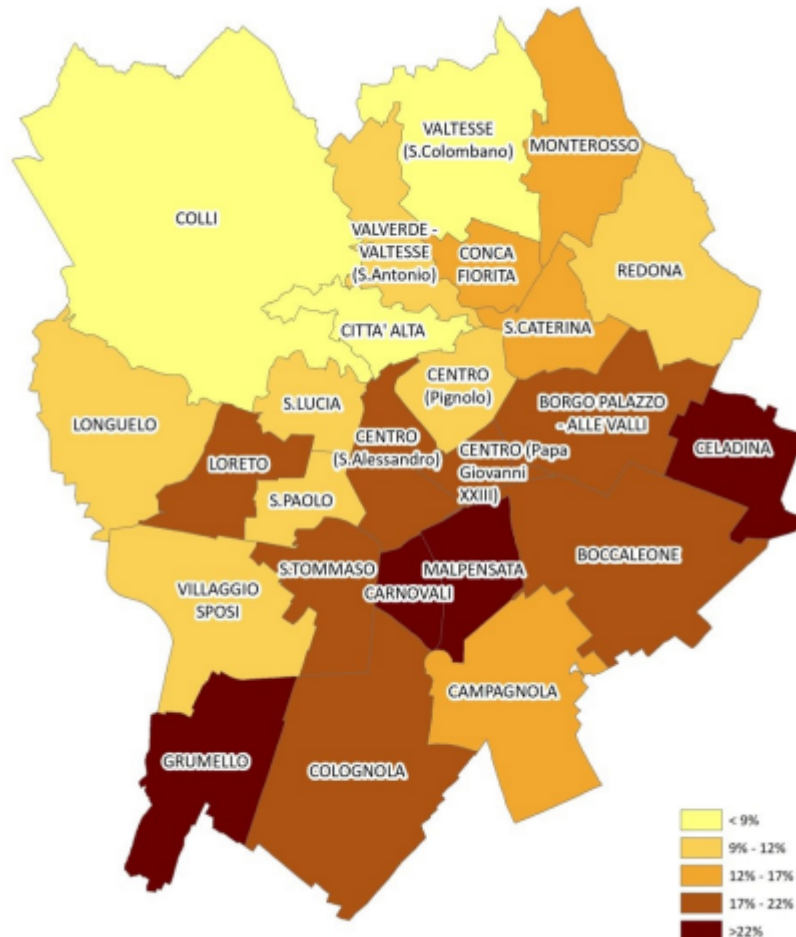 VALTESSE
(S.Colombano)
MONTEROSSO
COLLI
VALVERDE -
VALTESSE
(S.Antonio)
CONCA
FIORITA
REDONA
CITTA' ALTA
S.CATERINA
CENTRO
(Pignolo)
S.LUCIA
BORGO PALAZZO
- ALLE VALLI
LONGUELO
CENTRO
(S.Alessandro)
CENTRO (Papa
Giovanni
XXIII)
CELADINA
LORETO
S.PAOLO
BOCCALEONE
S.TOMMASO
MALPENSATA
CARNOVALI
VILLAGGIO
SPOSI
CAMPAGNOLA
GRUMELLO
COLOGNOLA
< 9%
9% - 12%
12% - 17%
17% - 22%
>22%